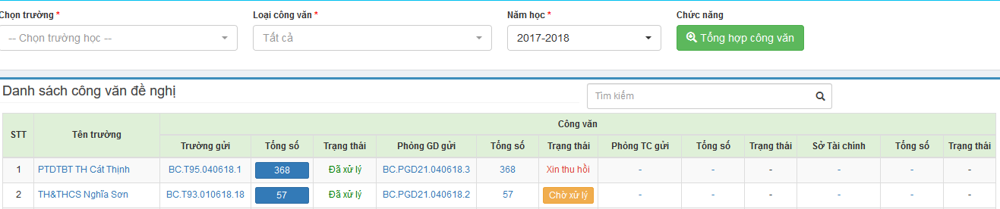 Chọn trường * Loại công văn * Năm học * Chức năng
-- Chọn trường học -- Tất cả 2017-2018 Tổng hợp công văn
Danh sách công văn đề nghị Tìm kiếm
STT Tên trường Công văn
Trường gửi Tổng số Trạng thái Phòng GD gửi Tổng số Trạng thái Phòng TC gửi Tổng số Trạng thái Sở Tài chính Tổng số Trạng thái
1 PTDTBT TH Cát Thịnh BC.T95.040618.1 368 Đã xử lý BC.PGD21.040618.3 368 Xin thu hồi - - - - - -
2 TH&THCS Nghĩa Sơn BC.T93.010618.18 57 Đã xử lý BC.PGD21.040618.2 57 Chờ xử lý - - - - - -